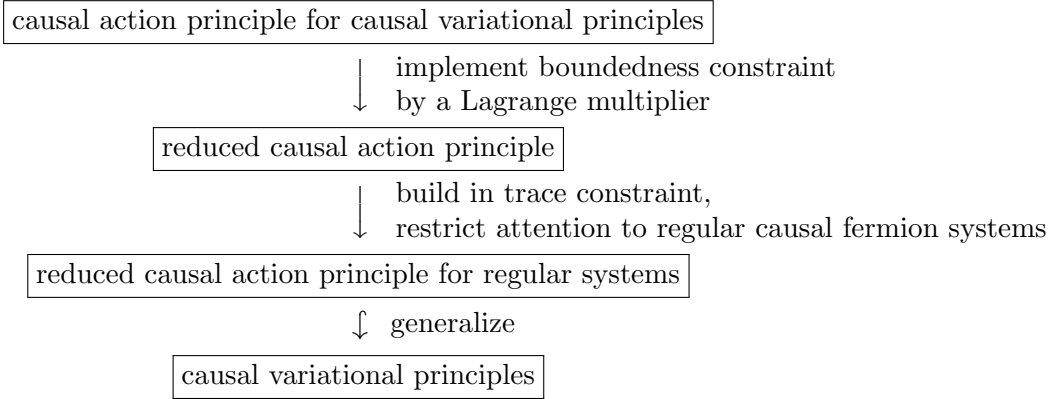 causal action principle for causal variational principles
implement boundedness constraint
by a Lagrange multiplier
reduced causal action principle
build in trace constraint,
restrict attention to regular causal fermion systems
reduced causal action principle for regular systems
generalize
causal variational principles